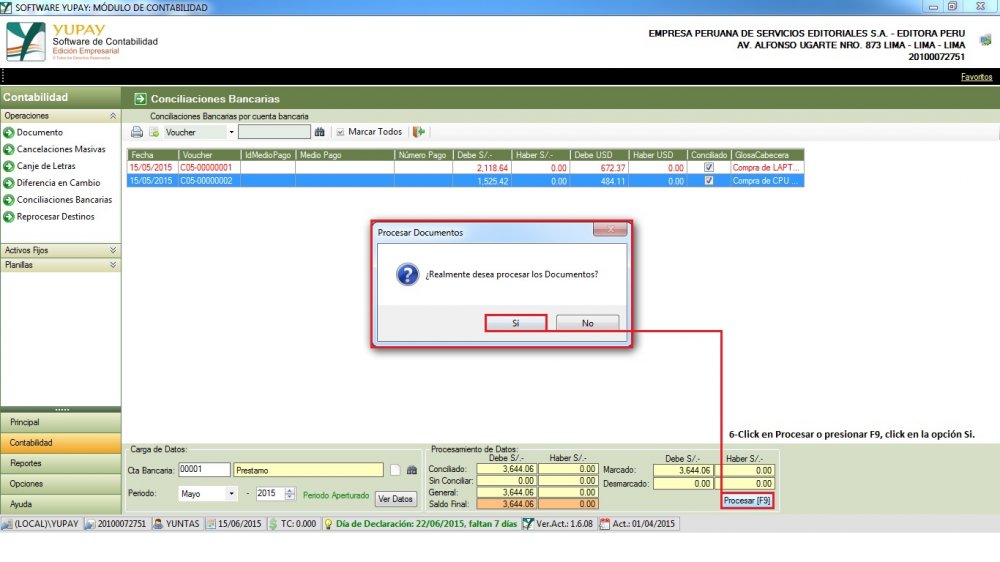 SOFTWARE YUPAY: MÓDULO DE CONTABILIDAD
YUPAY
Software de Contabilidad
Edición Empresarial
© Todos los Derechos Reservados
EMPRESA PERUANA DE SERVICIOS EDITORIALES S.A. - EDITORA PERU
AV. ALFONSO UGARTE NRO. 873 LIMA - LIMA - LIMA
20100072751
Favoritos
Contabilidad
Conciliaciones Bancarias
Operaciones
Conciliaciones Bancarias por cuenta bancaria
Documento
Voucher
Marcar Todos
Cancelaciones Masivas
Canje de Letras
Diferencia en Cambio
Conciliaciones Bancarias
Reprocesar Destinos
Activos Fijos
Planillas
Fecha Voucher IdMedioPago Medio Pago Número Pago Debe S/.- Haber S/.- Debe USD Haber USD Conciliado GlosaCabecera
15/05/2015 C05-00000001 2,118.64 0.00 672.37 0.00 Compra de LAPT...
15/05/2015 C05-00000002 1,525.42 0.00 484.11 0.00 Compra de CPU ...
Procesar Documentos
¿Realmente desea procesar los Documentos?
Sí No
6-Click en Procesar o presionar F9, click en la opción Si.
Principal
Contabilidad
Reportes
Opciones
Ayuda
Carga de Datos:
Cta Bancaria: 00001 Prestamo
Periodo: Mayo - 2015 Periodo Aperturado Ver Datos
Procesamiento de Datos:
Debe S/.- Haber S/.- Debe S/.- Haber S/.-
Conciliado: 3,644.06 0.00 Marcado: 3,644.06 0.00
Sin Conciliar: 0.00 0.00 Desmarcado: 0.00 0.00
General: 3,644.06 0.00
Saldo Final: 3,644.06 0.00
Procesar [F9]
(LOCAL)\YUPAY 20100072751 YUNTAS 15/06/2015 TC: 0.000 Día de Declaración: 22/06/2015, faltan 7 días Ver.Act.: 1.6.08 Act.: 01/04/2015